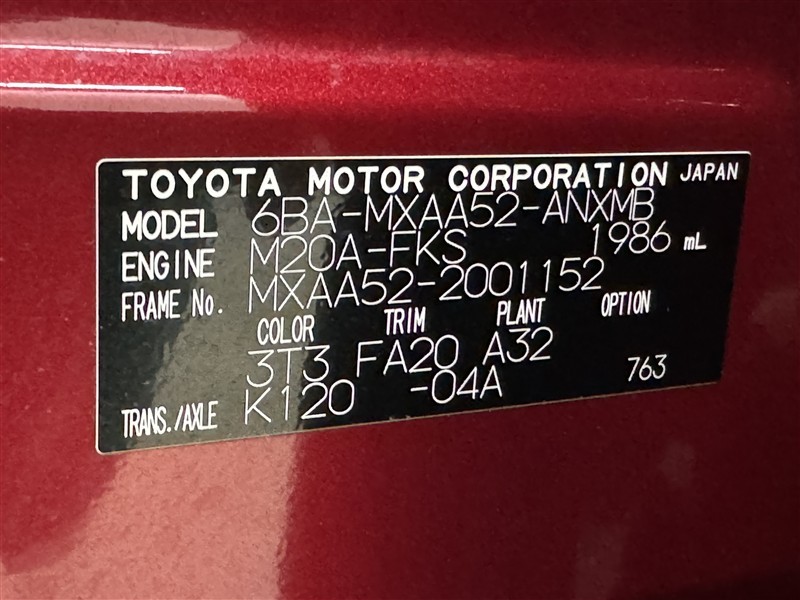 TOYOTA MOTOR CORPORATION JAPAN
MODEL 6BA-MXAA52-ANXMB
ENGINE M20A-FKS 1986 mL
FRAME No. MXAA52-2001152
COLOR TRIM PLANT OPTION
3T3 FA20 A32
TRANS./AXLE K120 -04A 763